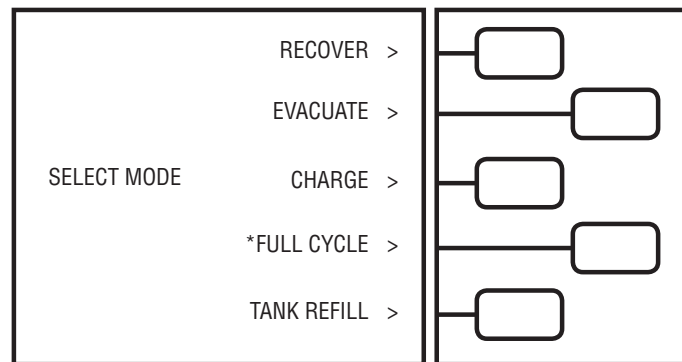 RECOVER >
EVACUATE >
SELECT MODE CHARGE >
*FULL CYCLE >
TANK REFILL >